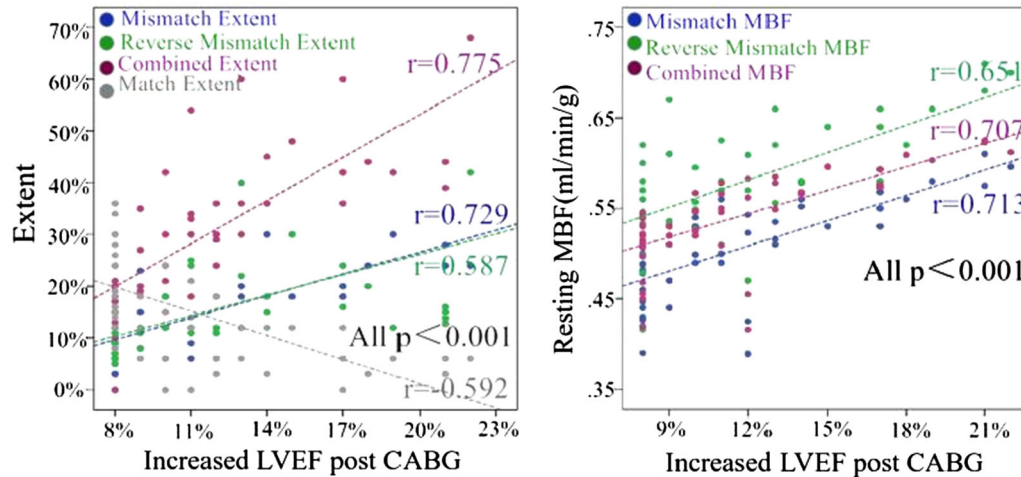 Mismatch Extent
Reverse Mismatch Extent
Combined Extent
Match Extent
70%
60%
50%
40%
30%
20%
10%
0%
Extent
r=0.775
r=0.729
r=0.587
All p<0.001
r=-0.592
8%
11%
14%
17%
20%
23%
Increased LVEF post CABG
Mismatch MBF
Reverse Mismatch MBF
Combined MBF
.75
.65
.55
.45
.35
Resting MBF(ml/min/g)
r=0.651
r=0.707
r=0.713
All p<0.001
9%
12%
15%
18%
21%
Increased LVEF post CABG